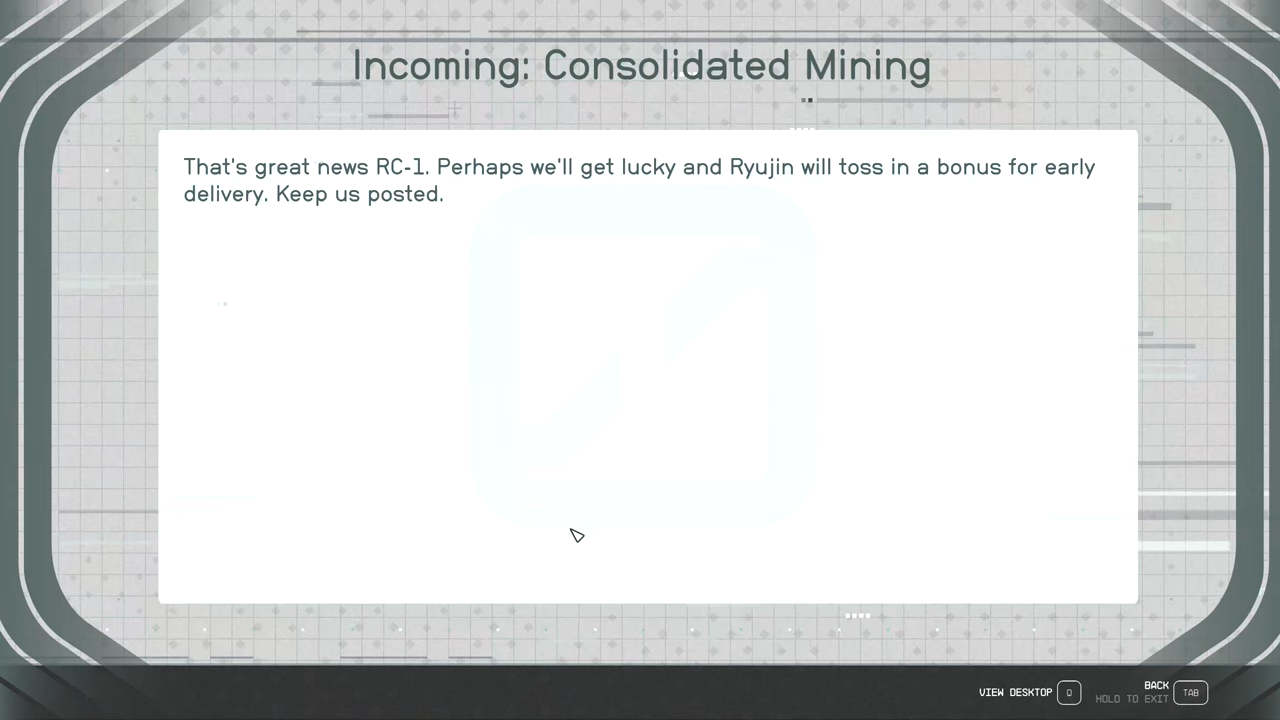 Incoming: Consolidated Mining
That's great news RC-1. Perhaps we'll get lucky and Ryujin will toss in a bonus for early
delivery. Keep us posted.
VIEW DESKTOP Q
BACK
HOLD TO EXIT TAB